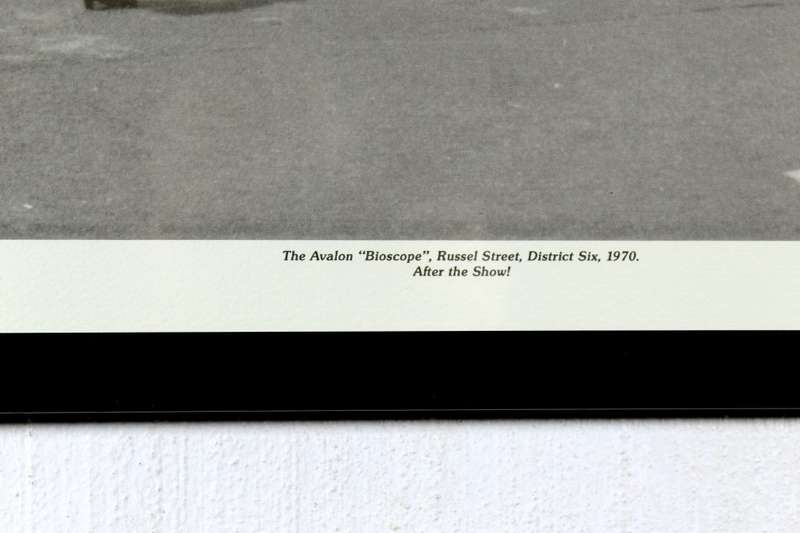 The Avalon “Bioscope”, Russel Street, District Six, 1970.
After the Show!